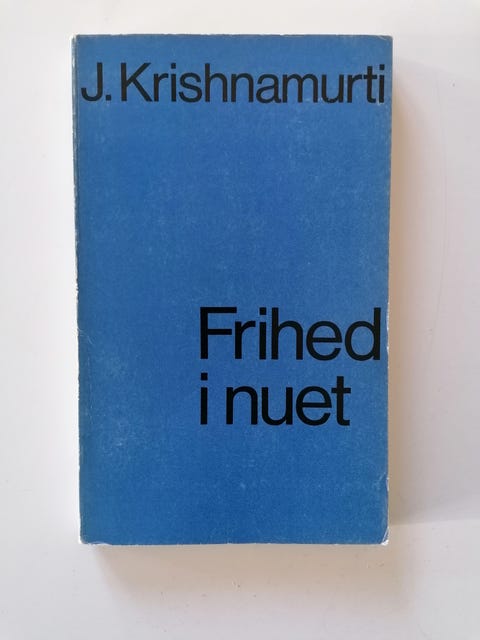 J. Krishnamurti
Frihed
i nuet